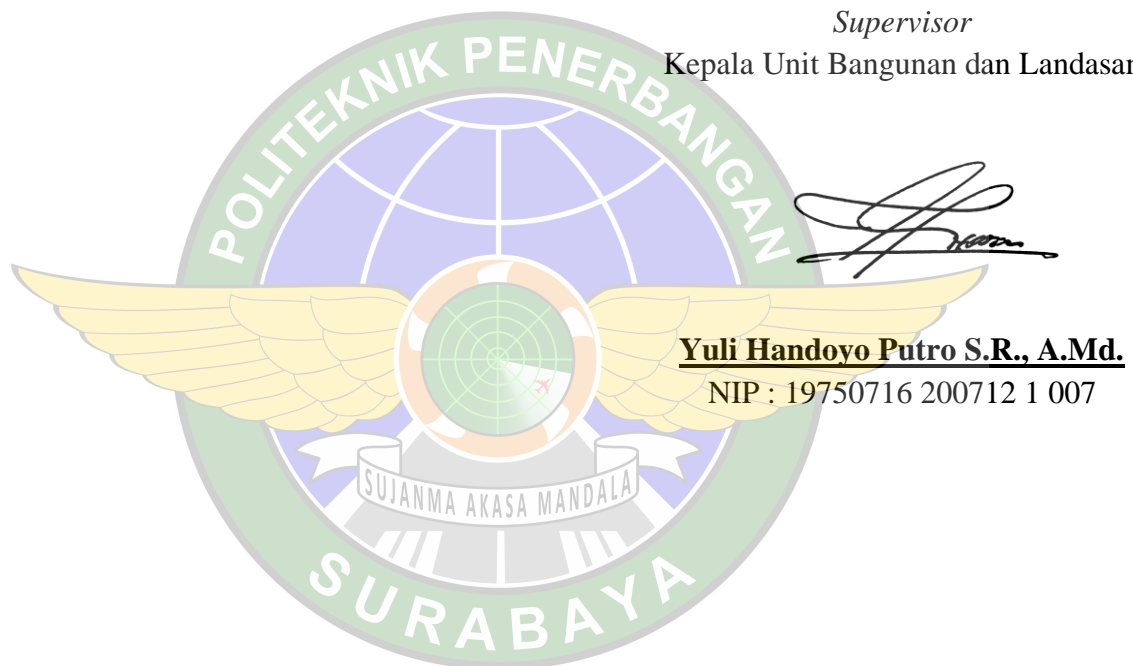 Supervisor
Kepala Unit Bangunan dan Landasan
Yuli Handoyo Putro S.R., A.Md.
NIP : 19750716 200712 1 007
POLITEKNIK PENERBANGAN
SUJANMA AKASA MANDALA
SURABAYA